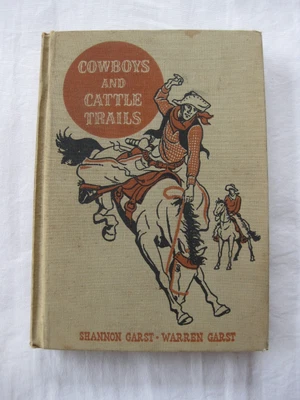 COWBOYS
AND
CATTLE
TRAILS
SHANNON GARST · WARREN GARST